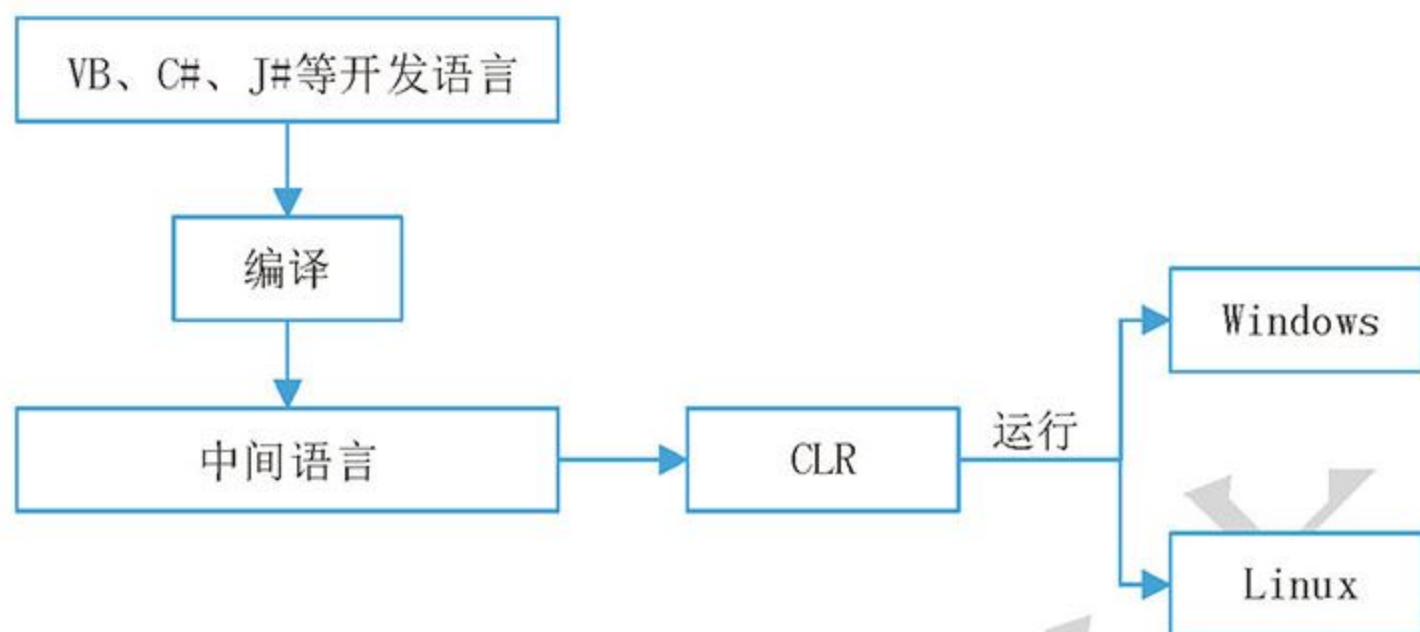 VB、C#、J#等开发语言
编译
中间语言
CLR
运行
Windows
Linux